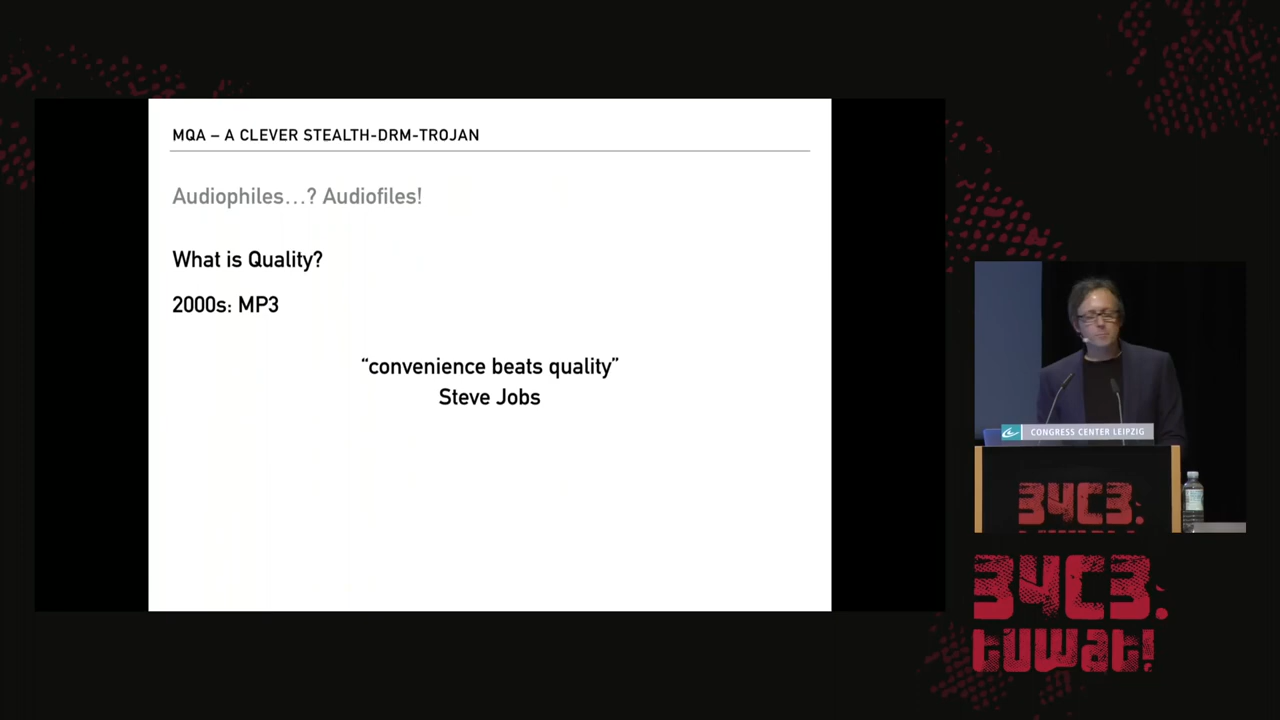 MQA – A CLEVER STEALTH-DRM-TROJAN
Audiophiles…? Audiofiles!
What is Quality?
2000s: MP3
“convenience beats quality”
Steve Jobs
CONGRESS CENTER LEIPZIG
34C3.
34C3.
tuwat!